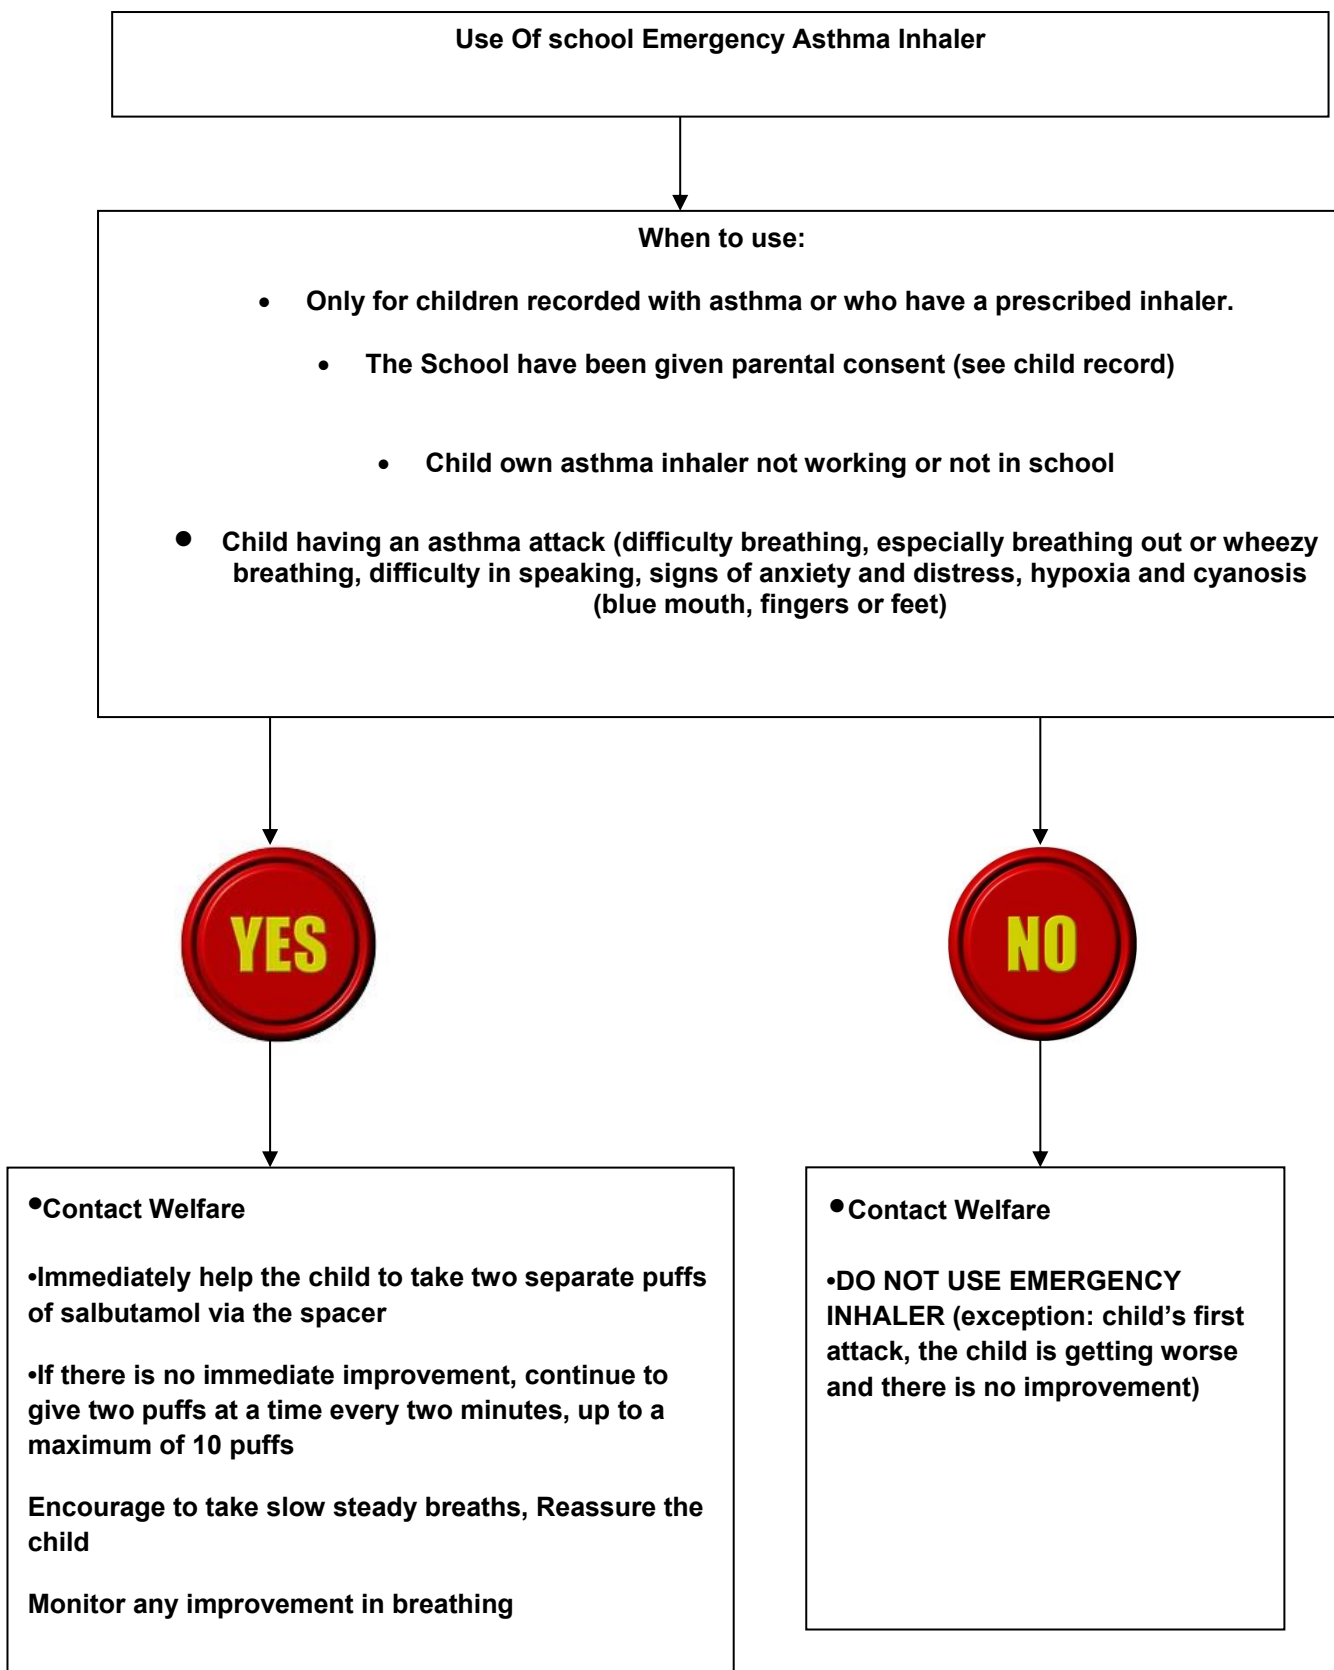 Use Of school Emergency Asthma Inhaler
When to use:
• Only for children recorded with asthma or who have a prescribed inhaler.
• The School have been given parental consent (see child record)
• Child own asthma inhaler not working or not in school
• Child having an asthma attack (difficulty breathing, especially breathing out or wheezy
breathing, difficulty in speaking, signs of anxiety and distress, hypoxia and cyanosis
(blue mouth, fingers or feet)
YES
NO
•Contact Welfare
•Immediately help the child to take two separate puffs
of salbutamol via the spacer
•If there is no immediate improvement, continue to
give two puffs at a time every two minutes, up to a
maximum of 10 puffs
Encourage to take slow steady breaths, Reassure the
child
Monitor any improvement in breathing
•Contact Welfare
•DO NOT USE EMERGENCY
INHALER (exception: child’s first
attack, the child is getting worse
and there is no improvement)